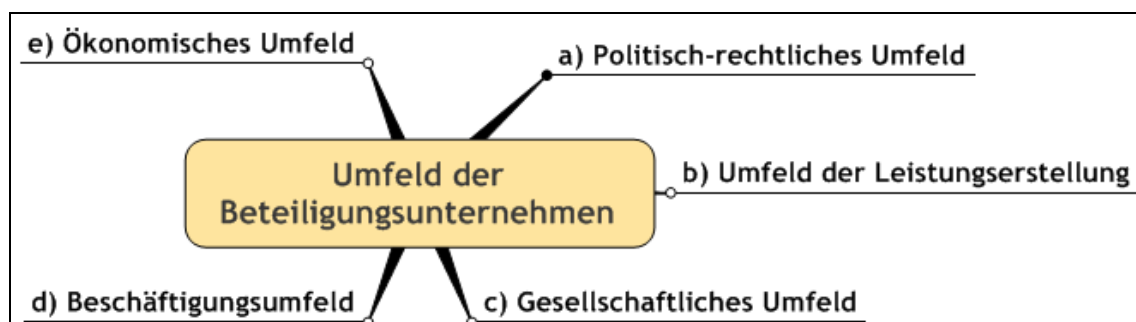 e) Ökonomisches Umfeld
a) Politisch-rechtliches Umfeld
Umfeld der
Beteiligungsunternehmen
b) Umfeld der Leistungserstellung
d) Beschäftigungsumfeld
c) Gesellschaftliches Umfeld